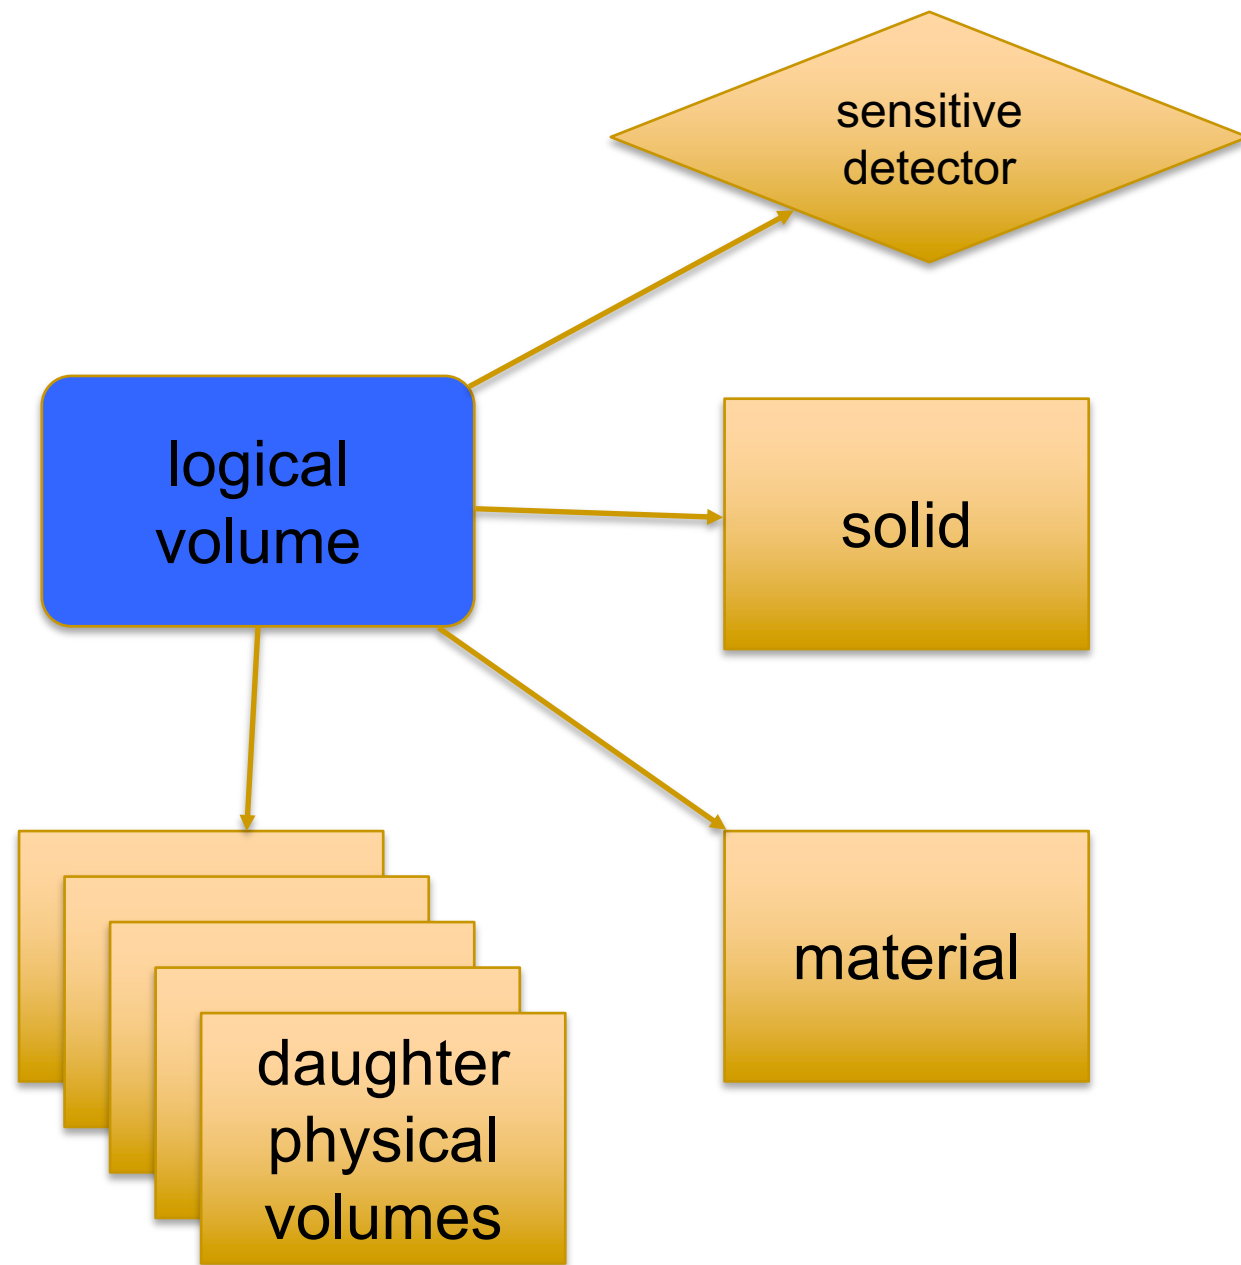 sensitive
detector
logical
volume
solid
material
daughter
physical
volumes